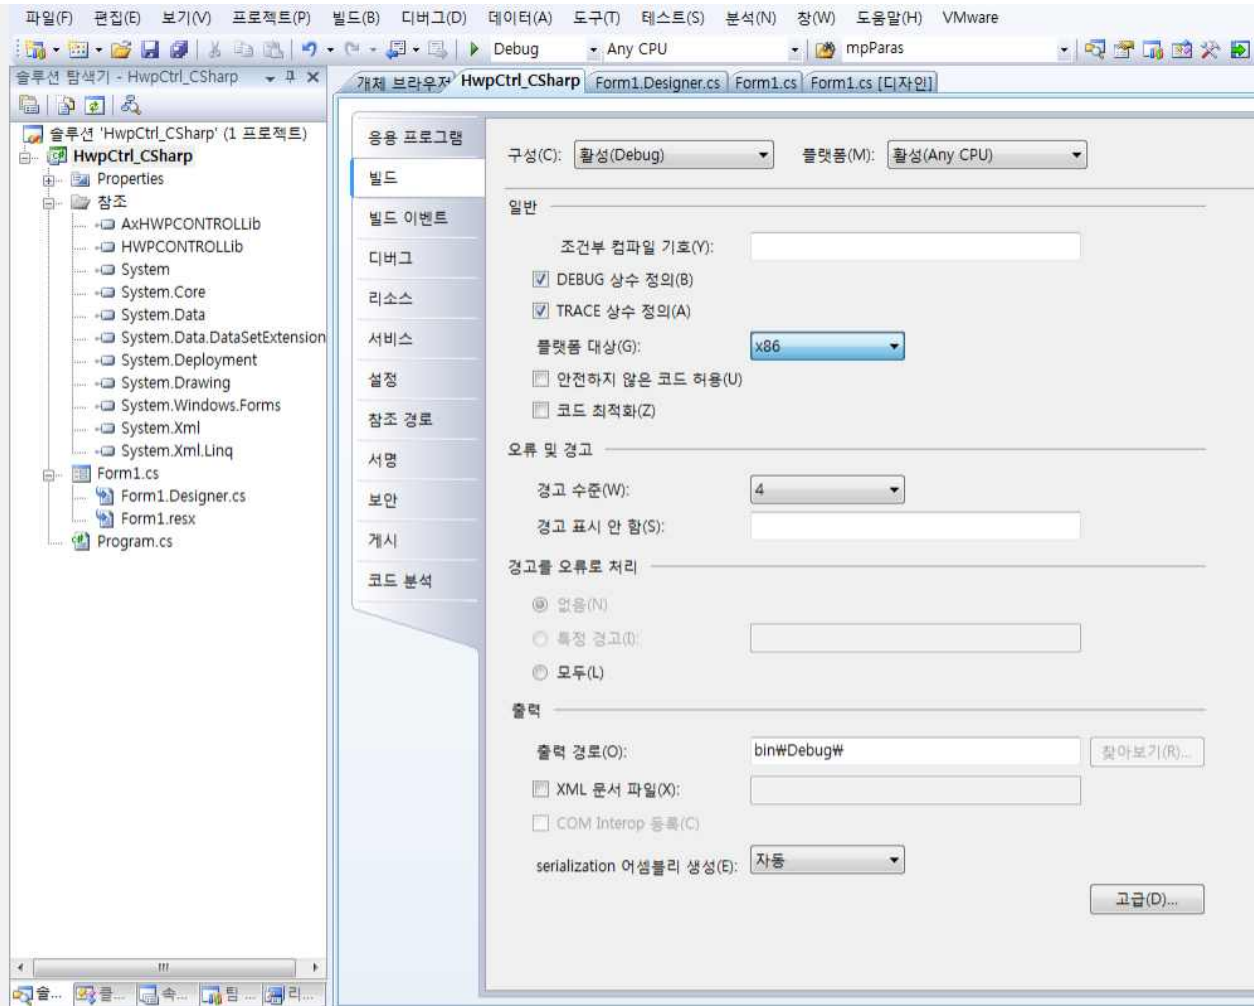 파일(F) 편집(E) 보기(V) 프로젝트(P) 빌드(B) 디버그(D) 데이터(A) 도구(T) 테스트(S) 분석(N) 창(W) 도움말(H) VMware
Debug Any CPU mpParas
솔루션 탐색기 - HwpCtrl_CSharp
개체 브라우저 HwpCtrl_CSharp Form1.Designer.cs Form1.cs Form1.cs [디자인]
솔루션 'HwpCtrl_CSharp' (1 프로젝트)
HwpCtrl_CSharp
Properties
참조
AxHWPCONTROLLib
HWPCONTROLLib
System
System.Core
System.Data
System.Data.DataSetExtension
System.Deployment
System.Drawing
System.Windows.Forms
System.Xml
System.Xml.Linq
Form1.cs
Form1.Designer.cs
Form1.resx
Program.cs
솔... 클... 속... 팀 ... 리...
응용 프로그램
빌드
빌드 이벤트
디버그
리소스
서비스
설정
참조 경로
서명
보안
게시
코드 분석
구성(C): 활성(Debug) 플랫폼(M): 활성(Any CPU)
일반
조건부 컴파일 기호(Y):
DEBUG 상수 정의(B)
TRACE 상수 정의(A)
플랫폼 대상(G): x86
안전하지 않은 코드 허용(U)
코드 최적화(Z)
오류 및 경고
경고 수준(W): 4
경고 표시 안 함(S):
경고를 오류로 처리
없음(N)
특정 경고(I):
모두(L)
출력
출력 경로(O): bin₩Debug₩ 찾아보기(R)...
XML 문서 파일(X):
COM Interop 등록(C)
serialization 어셈블리 생성(E): 자동
고급(D)...